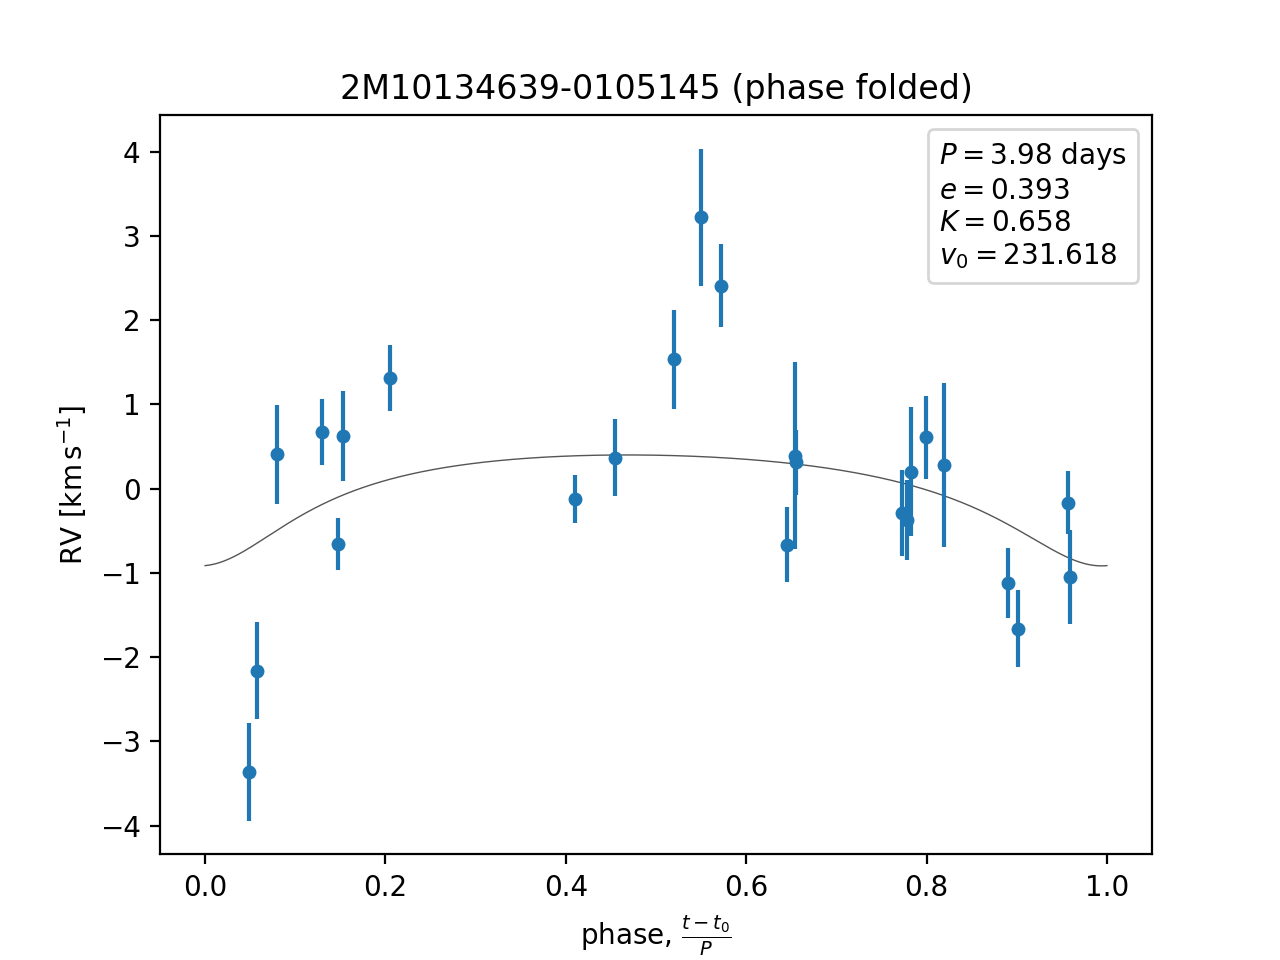 2M10134639-0105145 (phase folded)
P = 3.98 days
e = 0.393
K = 0.658
v₀ = 231.618
RV [km s⁻¹]
4
3
2
1
0
−1
−2
−3
−4
0.0 0.2 0.4 0.6 0.8 1.0
phase, (t − t₀)/P